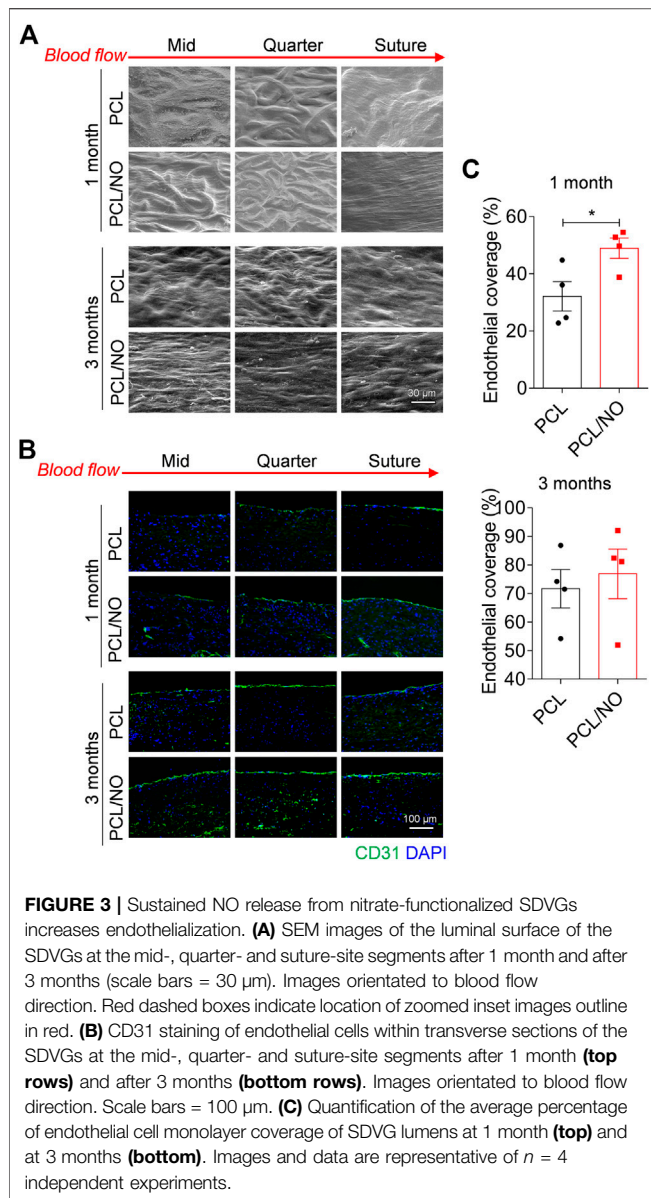 A
Mid Quarter Suture
Blood flow
1 month
PCL
PCL/NO
3 months
PCL
PCL/NO
30 µm
B
Mid Quarter Suture
Blood flow
1 month
PCL
PCL/NO
3 months
PCL
PCL/NO
100 µm
CD31 DAPI
C
1 month
Endothelial coverage (%)
60
40
20
0
*
PCL
PCL/NO
3 months
Endothelial coverage (%)
100
90
80
70
60
50
40
PCL
PCL/NO
FIGURE 3 | Sustained NO release from nitrate-functionalized SDVGs
increases endothelialization. (A) SEM images of the luminal surface of the
SDVGs at the mid-, quarter- and suture-site segments after 1 month and after
3 months (scale bars = 30 µm). Images orientated to blood flow
direction. Red dashed boxes indicate location of zoomed inset images outline
in red. (B) CD31 staining of endothelial cells within transverse sections of the
SDVGs at the mid-, quarter- and suture-site segments after 1 month (top
rows) and after 3 months (bottom rows). Images orientated to blood flow
direction. Scale bars = 100 µm. (C) Quantification of the average percentage
of endothelial cell monolayer coverage of SDVG lumens at 1 month (top) and
at 3 months (bottom). Images and data are representative of n = 4
independent experiments.